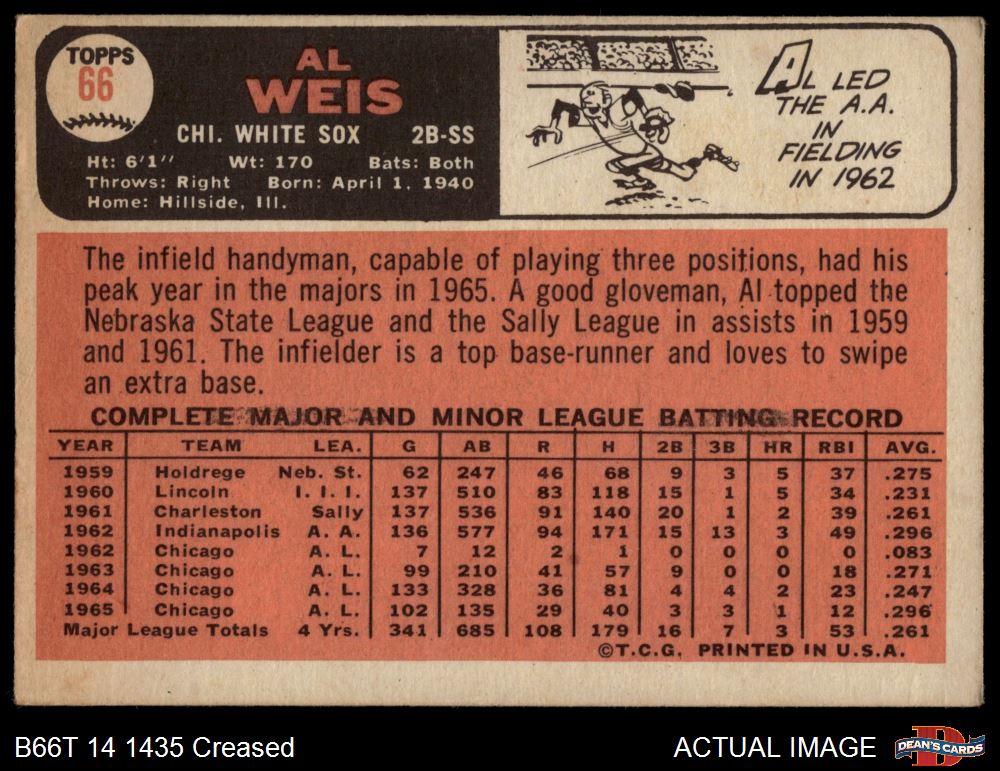 TOPPS
66
AL
WEIS
CHI. WHITE SOX 2B-SS
Ht: 6'1" Wt: 170 Bats: Both
Throws: Right Born: April 1, 1940
Home: Hillside, Ill.
AL LED
THE A.A.
IN
FIELDING
IN 1962
The infield handyman, capable of playing three positions, had his
peak year in the majors in 1965. A good gloveman, Al topped the
Nebraska State League and the Sally League in assists in 1959
and 1961. The infielder is a top base-runner and loves to swipe
an extra base.
COMPLETE MAJOR AND MINOR LEAGUE BATTING RECORD
YEAR TEAM LEA. G AB R H 2B 3B HR RBI AVG.
1959 Holdrege Neb. St. 62 247 46 68 9 3 5 37 .275
1960 Lincoln I. I. I. 137 510 83 118 15 1 5 34 .231
1961 Charleston Sally 137 536 91 140 20 1 2 39 .261
1962 Indianapolis A. A. 136 577 94 171 15 13 3 49 .296
1962 Chicago A. L. 7 12 2 1 0 0 0 0 .083
1963 Chicago A. L. 99 210 41 57 9 0 0 18 .271
1964 Chicago A. L. 133 328 36 81 4 4 2 23 .247
1965 Chicago A. L. 102 135 29 40 3 3 1 12 .296
Major League Totals 4 Yrs. 341 685 108 179 16 7 3 53 .261
©T.C.G. PRINTED IN U.S.A.
B66T 14 1435 Creased
ACTUAL IMAGE
DEAN'S CARDS